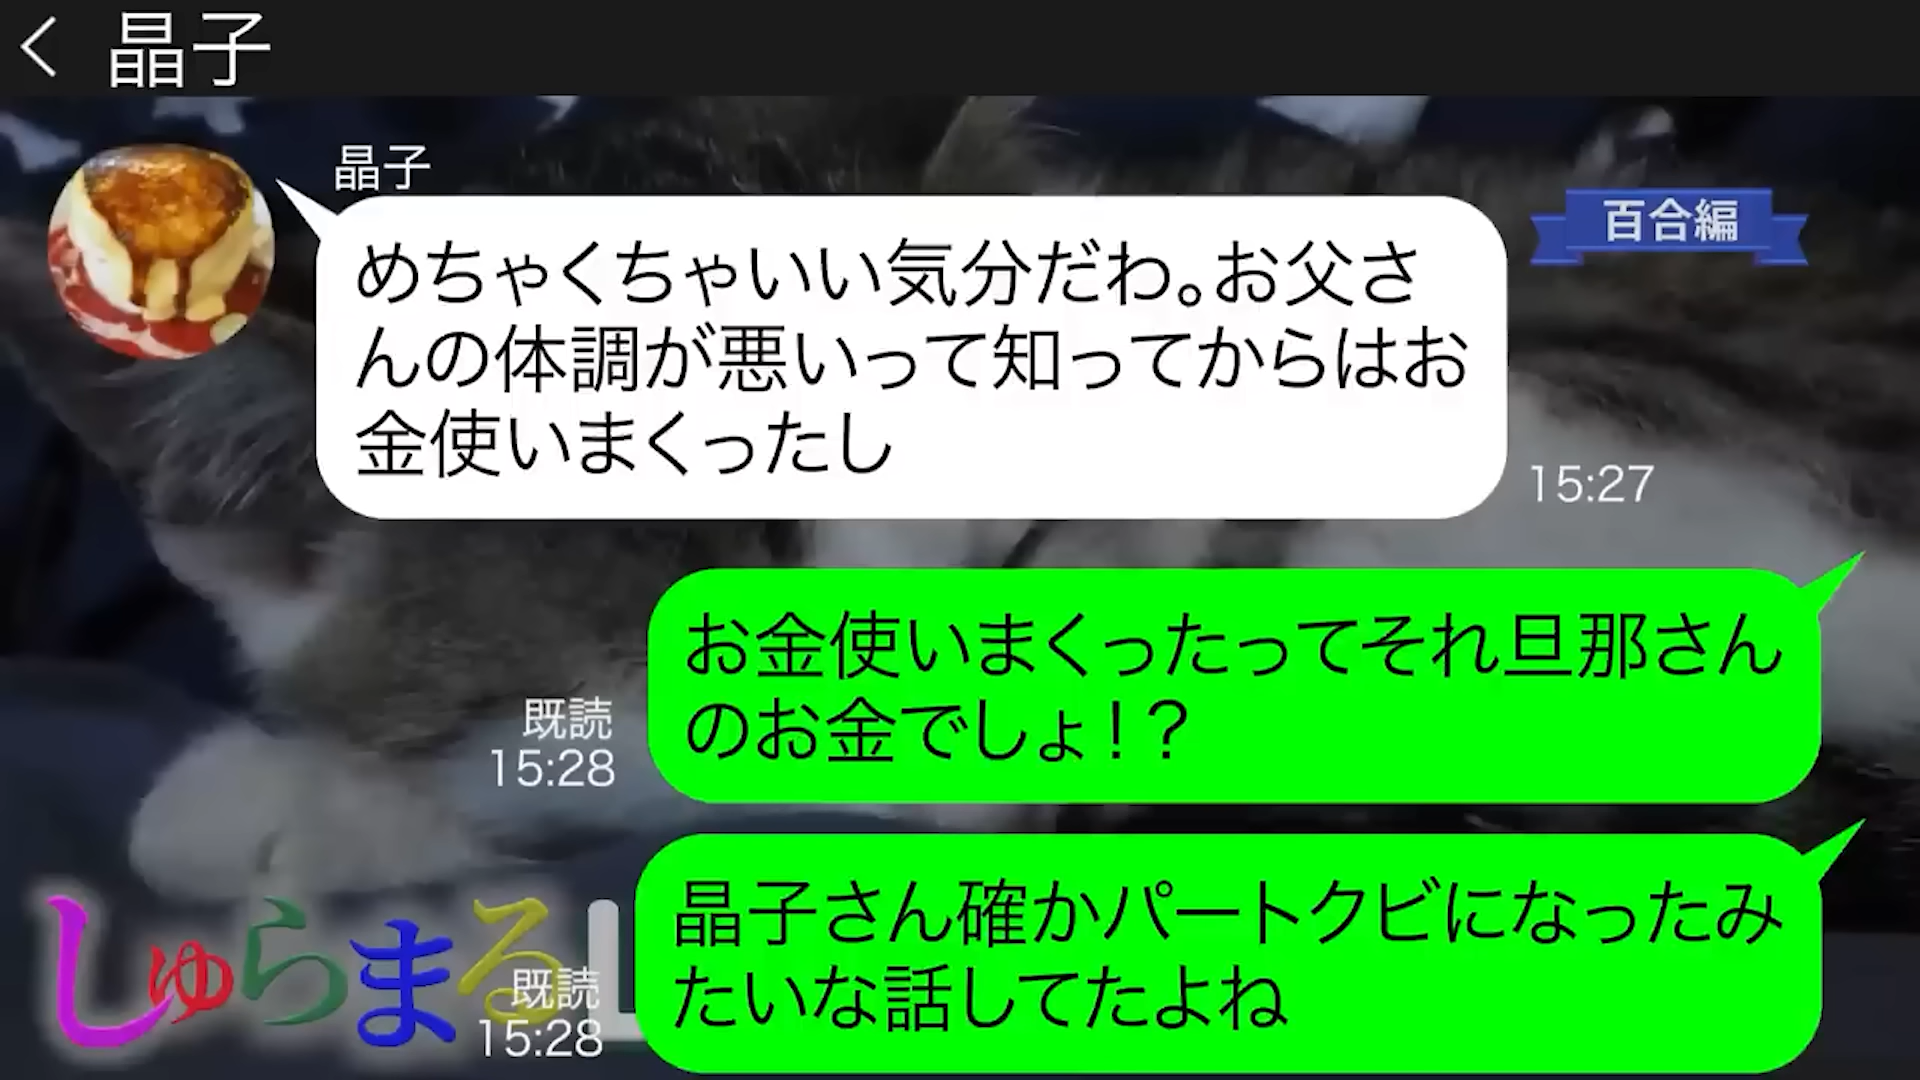 晶子
晶子
百合編
めちゃくちゃいい気分だわ。お父さ
んの体調が悪いって知ってからはお
金使いまくったし
15:27
お金使いまくったってそれ旦那さん
のお金でしょ！？
既読
15:28
晶子さん確かパートクビになったみ
たいな話してたよね
既読
15:28
しゅらまるL